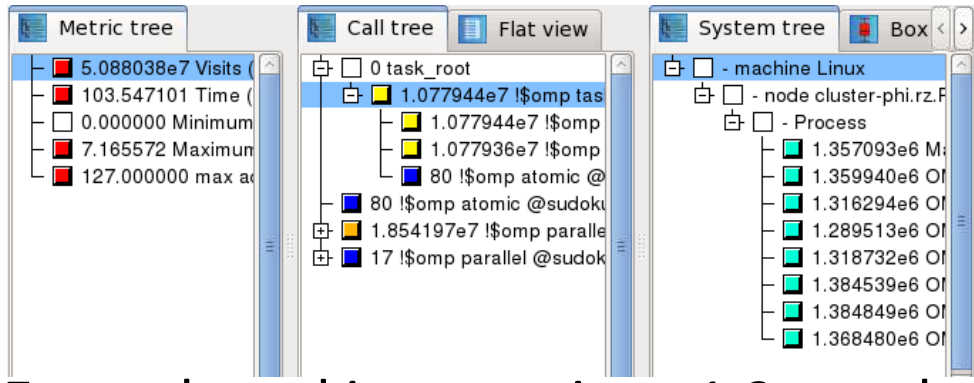 Metric tree
5.088038e7 Visits (
103.547101 Time (
0.000000 Minimum
7.165572 Maximum
127.000000 max
Call tree
Flat view
0 task_root
1.077944e7 !$omp tas
1.077944e7 !$omp
1.077936e7 !$omp
80 !$omp atomic @
80 !$omp atomic @sudoku
1.854197e7 !$omp paralle
17 !$omp parallel @sudok
System tree
Box
- machine Linux
- node cluster-phi.rz.
- Process
1.357093e6
1.359940e6
1.316294e6
1.289513e6
1.318732e6
1.384539e6
1.384849e6
1.368480e6